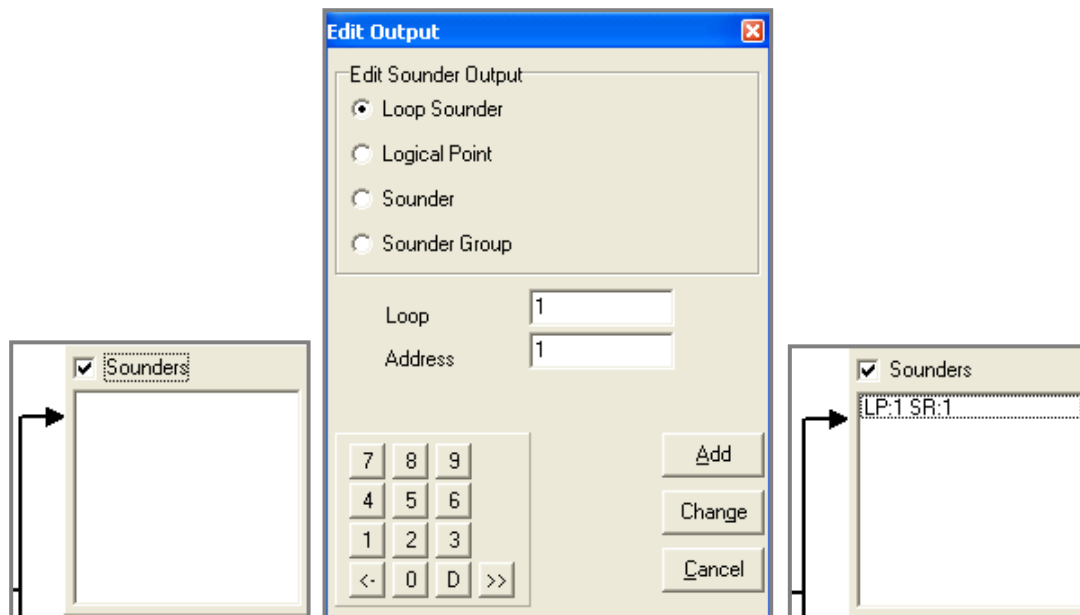 Edit Output
Edit Sounder Output
Loop Sounder
Logical Point
Sounder
Sounder Group
Loop 1
Address 1
7 8 9
4 5 6
1 2 3
<- 0 D >>
Add
Change
Cancel
Sounders
Sounders
LP:1 SR:1